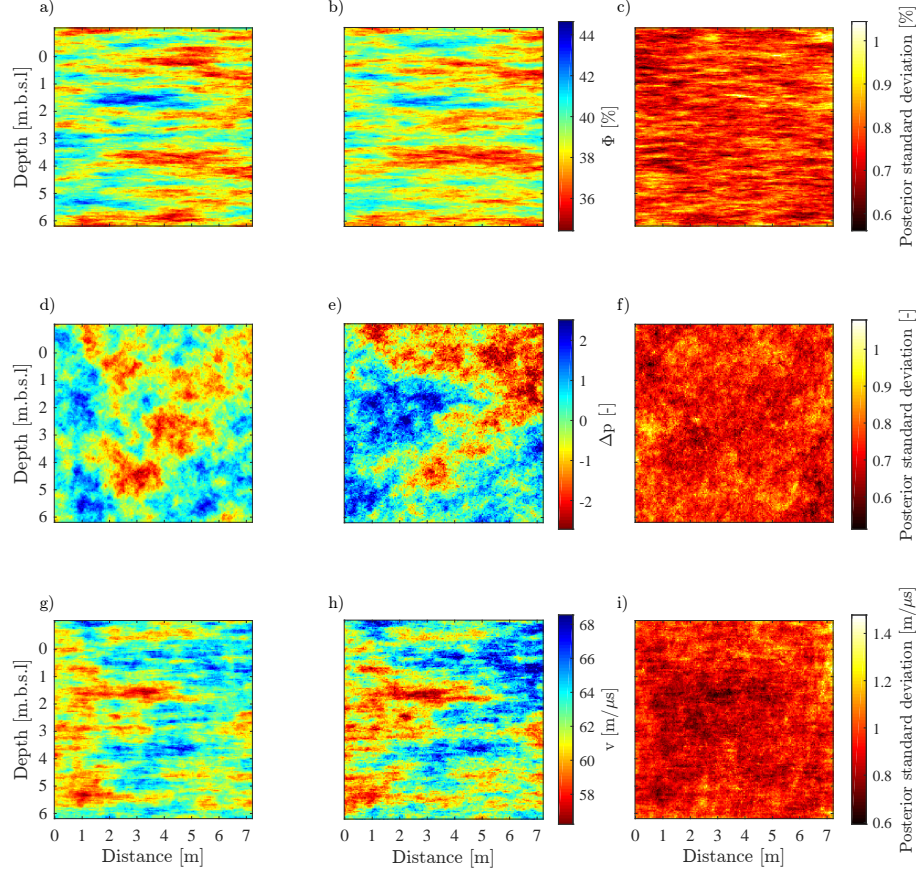 a)
b)
c)
Depth [m.b.s.l]
0
1
2
3
4
5
6
44
42
40
38
36
Φ [%]
1
0.9
0.8
0.7
0.6
Posterior standard deviation [%]
d)
e)
f)
Depth [m.b.s.l]
0
1
2
3
4
5
6
2
1
0
-1
-2
Δp [-]
1
0.9
0.8
0.7
0.6
Posterior standard deviation [-]
g)
h)
i)
Depth [m.b.s.l]
0
1
2
3
4
5
6
68
66
64
62
60
58
v [m/μs]
1.4
1.2
1
0.8
0.6
Posterior standard deviation [m/μs]
0 1 2 3 4 5 6 7
0 1 2 3 4 5 6 7
0 1 2 3 4 5 6 7
Distance [m]
Distance [m]
Distance [m]